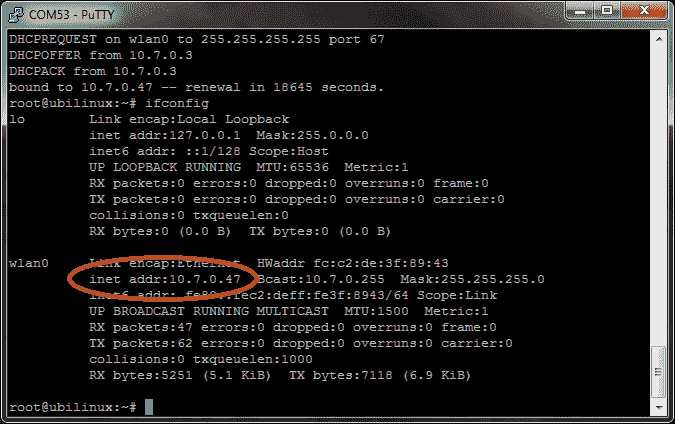 COM53 - PuTTY
DHCPREQUEST on wlan0 to 255.255.255.255 port 67
DHCPOFFER from 10.7.0.3
DHCPACK from 10.7.0.3
bound to 10.7.0.47 -- renewal in 18645 seconds.
root@ubilinux:~# ifconfig
lo        Link encap:Local Loopback
          inet addr:127.0.0.1  Mask:255.0.0.0
          inet6 addr: ::1/128 Scope:Host
          UP LOOPBACK RUNNING  MTU:65536  Metric:1
          RX packets:0 errors:0 dropped:0 overruns:0 frame:0
          TX packets:0 errors:0 dropped:0 overruns:0 carrier:0
          collisions:0 txqueuelen:0
          RX bytes:0 (0.0 B)  TX bytes:0 (0.0 B)
wlan0     Link encap:Ethernet  HWaddr fc:c2:de:3f:89:43
          inet addr:10.7.0.47  Bcast:10.7.0.255  Mask:255.255.255.0
          inet6 addr: Scope:Link
          UP BROADCAST RUNNING MULTICAST  MTU:1500  Metric:1
          RX packets:47 errors:0 dropped:0 overruns:0 frame:0
          TX packets:62 errors:0 dropped:0 overruns:0 carrier:0
          collisions:0 txqueuelen:1000
          RX bytes:5251 (5.1 KiB)  TX bytes:7118 (6.9 KiB)
root@ubilinux:~#